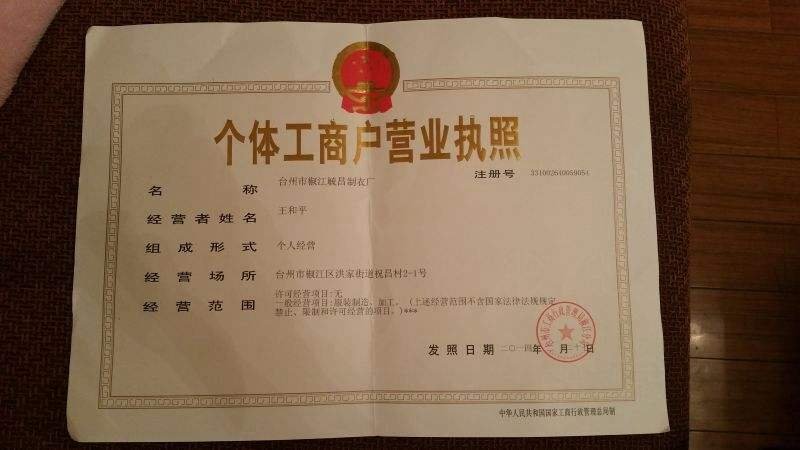 个体工商户营业执照
注册号 331002640059054
名称 台州市椒江毓昌制衣厂
经营者姓名 王和平
组成形式 个人经营
经营场所 台州市椒江区洪家街道祝昌村2-1号
经营范围 许可经营项目:无
一般经营项目:服装制造、加工。(上述经营范围不含国家法律法规规定
禁止、限制和许可经营的项目。)***
发照日期 二〇一四年 月 日
中华人民共和国国家工商行政管理总局制